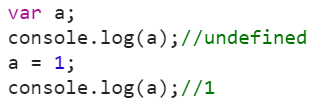 var a;
console.log(a);//undefined
a = 1;
console.log(a);//1